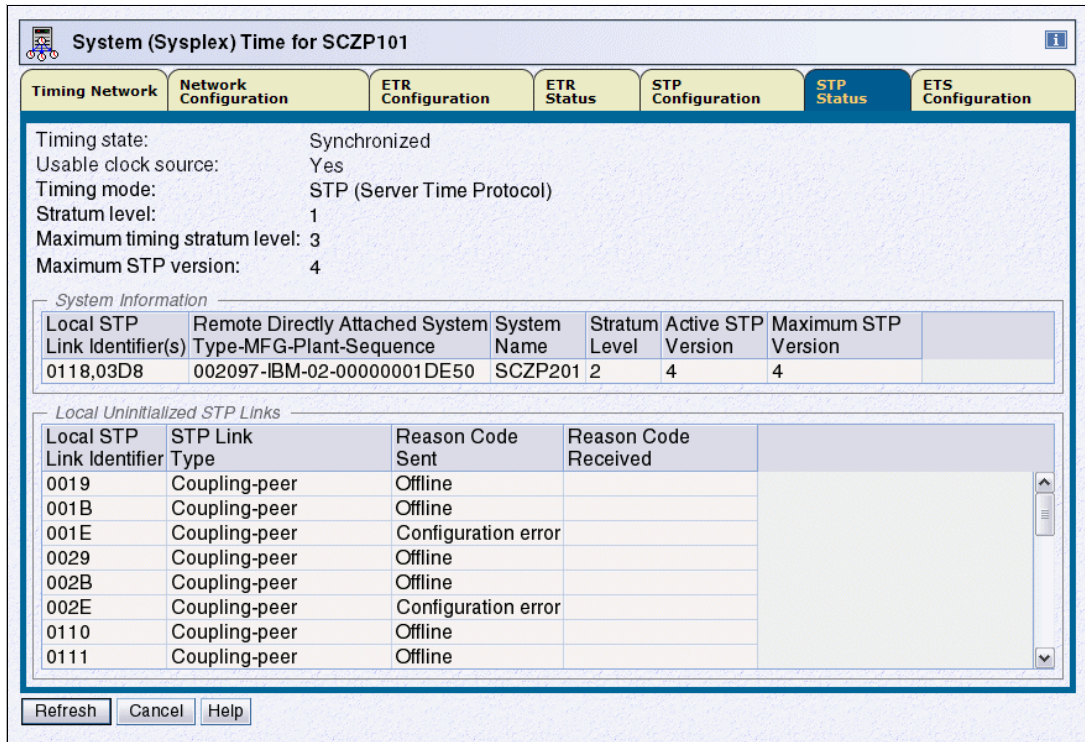 System (Sysplex) Time for SCZP101
Timing Network
Network Configuration
ETR Configuration
ETR Status
STP Configuration
STP Status
ETS Configuration
Timing state: Synchronized
Usable clock source: Yes
Timing mode: STP (Server Time Protocol)
Stratum level: 1
Maximum timing stratum level: 3
Maximum STP version: 4
System Information
Local STP Remote Directly Attached System System Stratum Active STP Maximum STP
Link Identifier(s) Type-MFG-Plant-Sequence Name Level Version Version
0118,03D8 002097-IBM-02-00000001DE50 SCZP201 2 4 4
Local Uninitialized STP Links
Local STP STP Link Reason Code Reason Code
Link Identifier Type Sent Received
0019 Coupling-peer Offline
001B Coupling-peer Offline
001E Coupling-peer Configuration error
0029 Coupling-peer Offline
002B Coupling-peer Offline
002E Coupling-peer Configuration error
0110 Coupling-peer Offline
0111 Coupling-peer Offline
Refresh Cancel Help